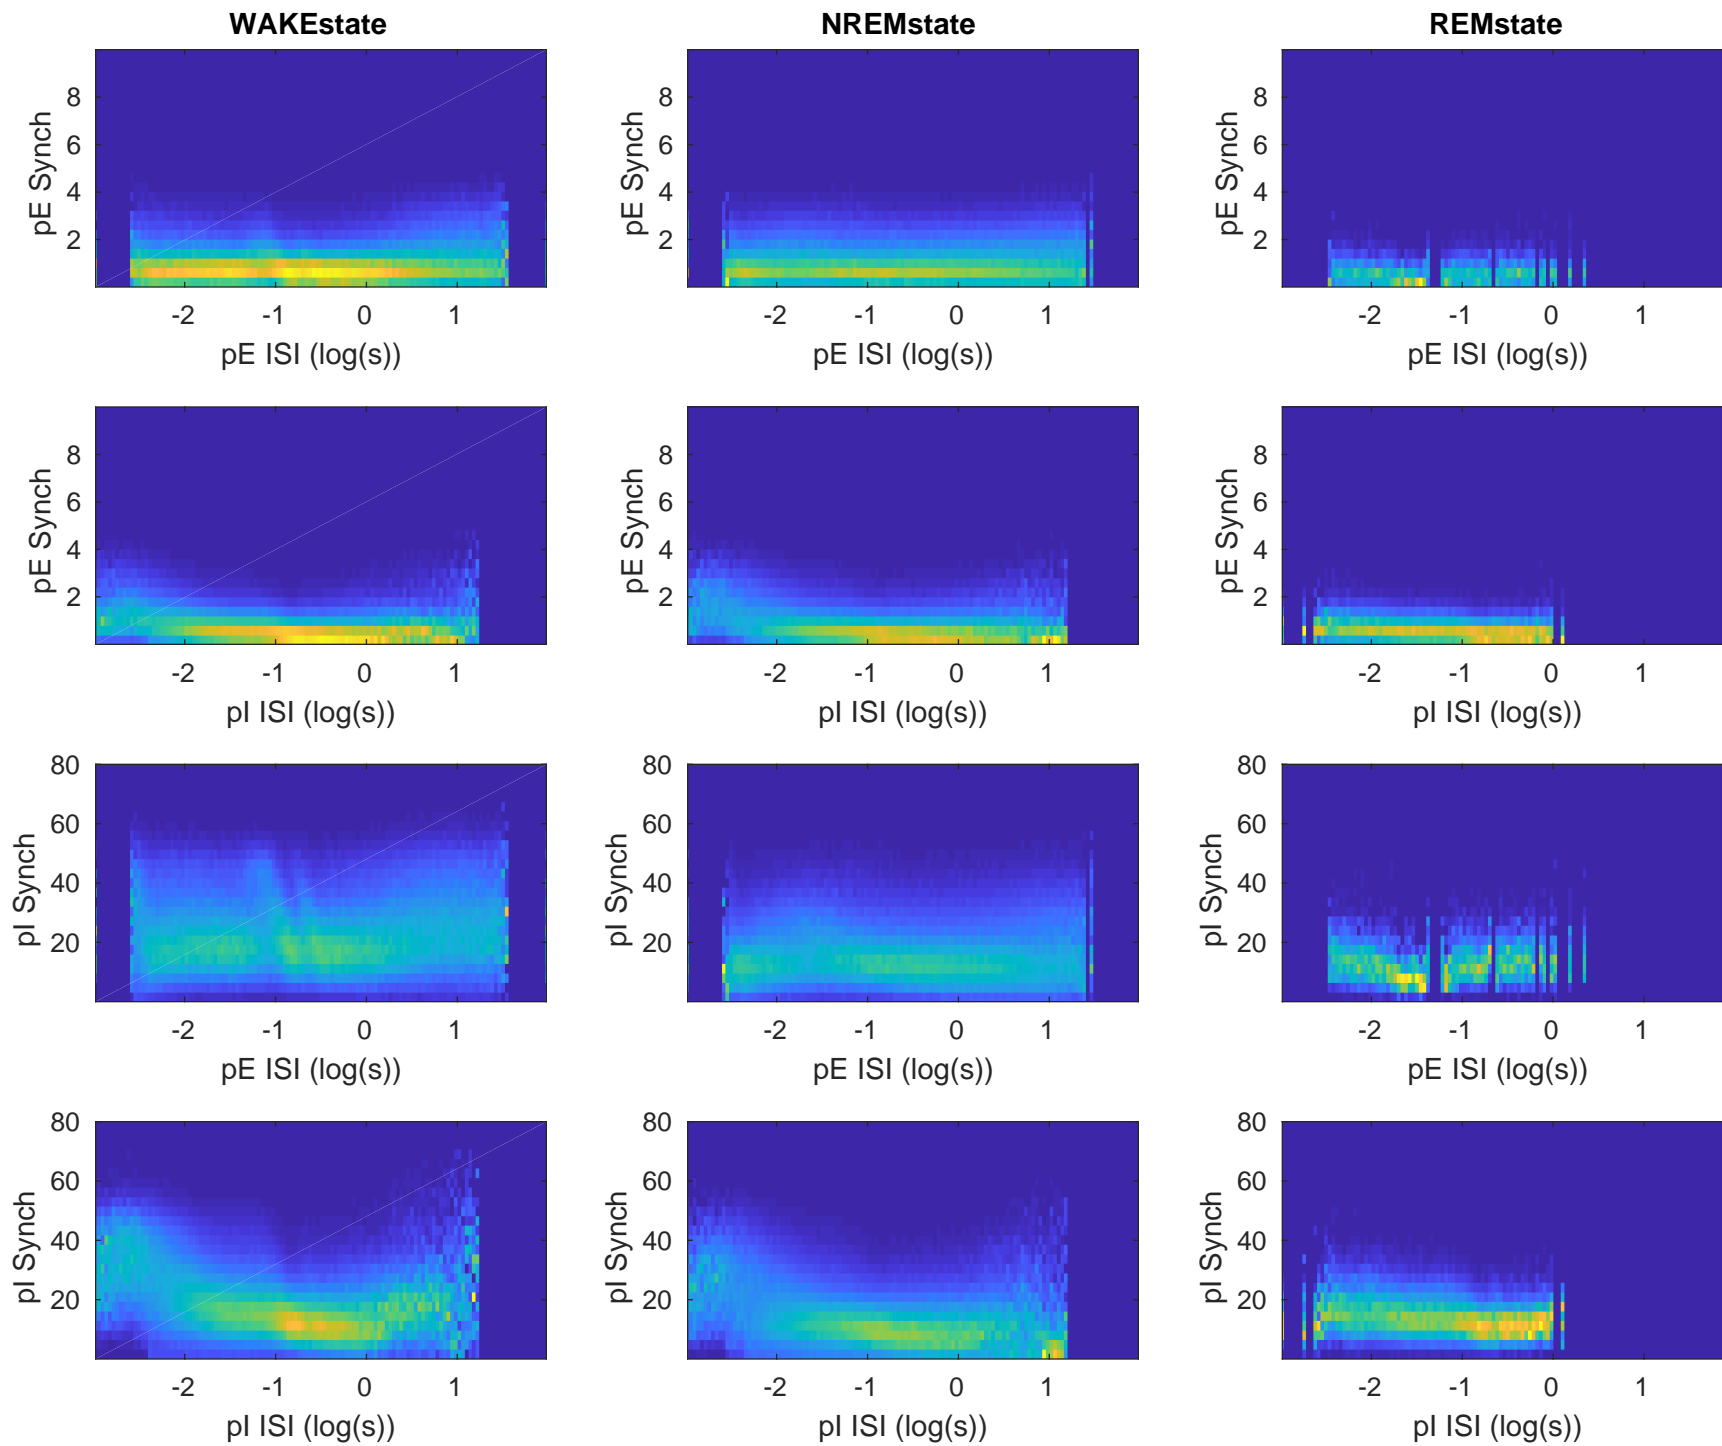 WAKEstate NREMstate REMstate
8 8 8
6 6 6
4 4 4
2 2 2
pE Synch pE Synch pE Synch
-2 -1 0 1 -2 -1 0 1 -2 -1 0 1
pE ISI (log(s)) pE ISI (log(s)) pE ISI (log(s))
8 8 8
6 6 6
4 4 4
2 2 2
pE Synch pE Synch pE Synch
-2 -1 0 1 -2 -1 0 1 -2 -1 0 1
pI ISI (log(s)) pI ISI (log(s)) pI ISI (log(s))
80 80 80
60 60 60
40 40 40
20 20 20
pI Synch pI Synch pI Synch
-2 -1 0 1 -2 -1 0 1 -2 -1 0 1
pE ISI (log(s)) pE ISI (log(s)) pE ISI (log(s))
80 80 80
60 60 60
40 40 40
20 20 20
pI Synch pI Synch pI Synch
-2 -1 0 1 -2 -1 0 1 -2 -1 0 1
pI ISI (log(s)) pI ISI (log(s)) pI ISI (log(s))